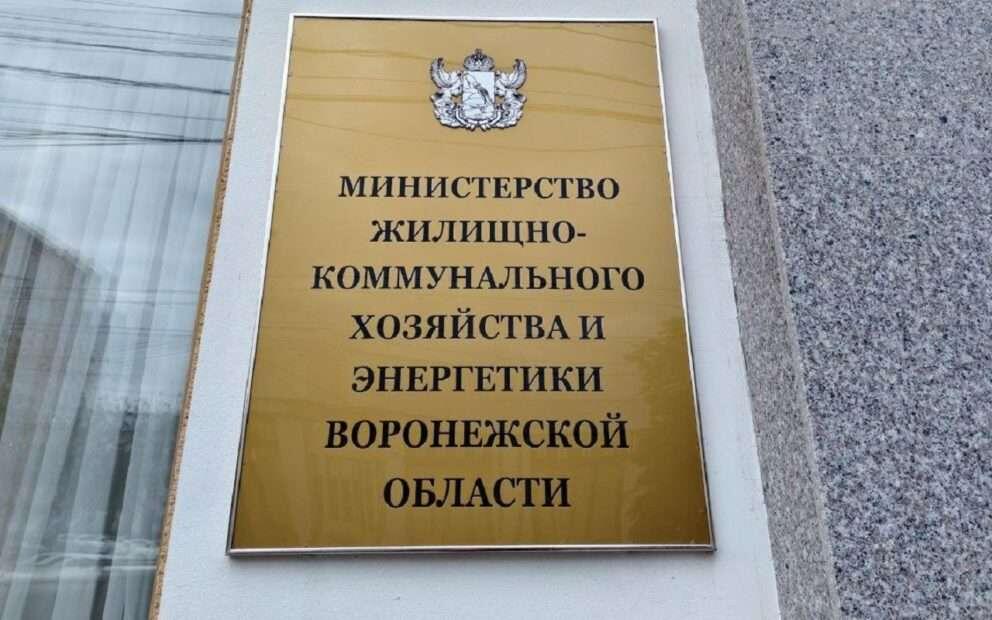 МИНИСТЕРСТВО
ЖИЛИЩНО-
КОММУНАЛЬНОГО
ХОЗЯЙСТВА И
ЭНЕРГЕТИКИ
ВОРОНЕЖСКОЙ
ОБЛАСТИ